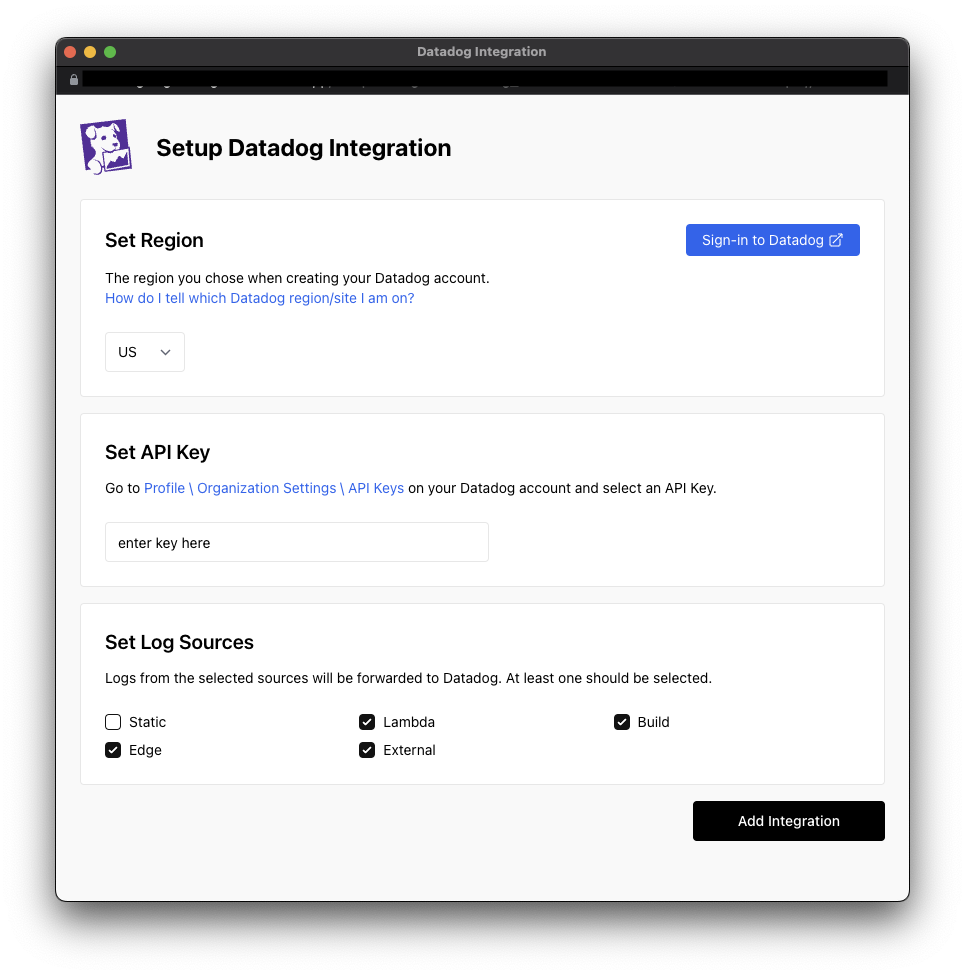 Datadog Integration
Setup Datadog Integration
Set Region
Sign-in to Datadog
The region you chose when creating your Datadog account.
How do I tell which Datadog region/site I am on?
US
Set API Key
Go to Profile \ Organization Settings \ API Keys on your Datadog account and select an API Key.
enter key here
Set Log Sources
Logs from the selected sources will be forwarded to Datadog. At least one should be selected.
Static
Lambda
Build
Edge
External
Add Integration